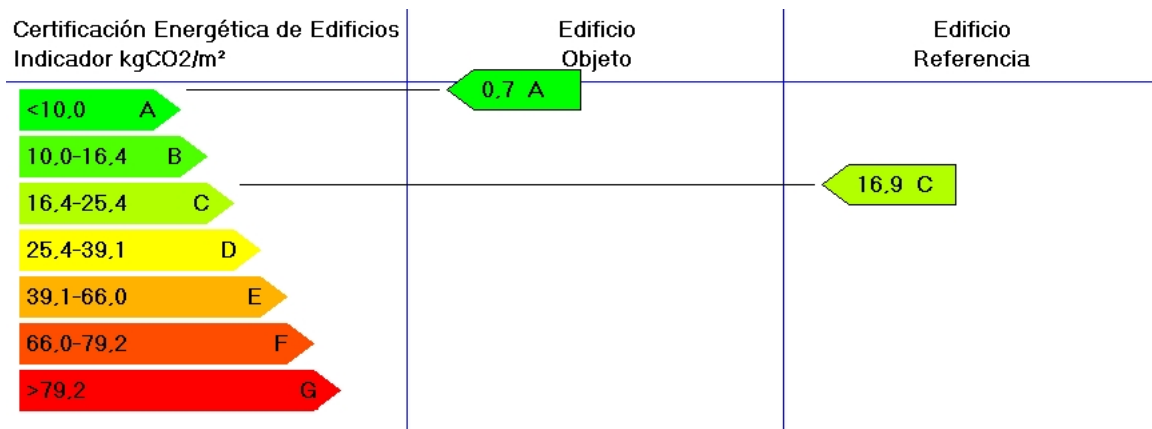 Certificación Energética de Edificios
Indicador kgCO2/m²
Edificio
Objeto
Edificio
Referencia
<10,0 A
0,7 A
10,0-16,4 B
16,4-25,4 C
16,9 C
25,4-39,1 D
39,1-66,0 E
66,0-79,2 F
>79,2 G